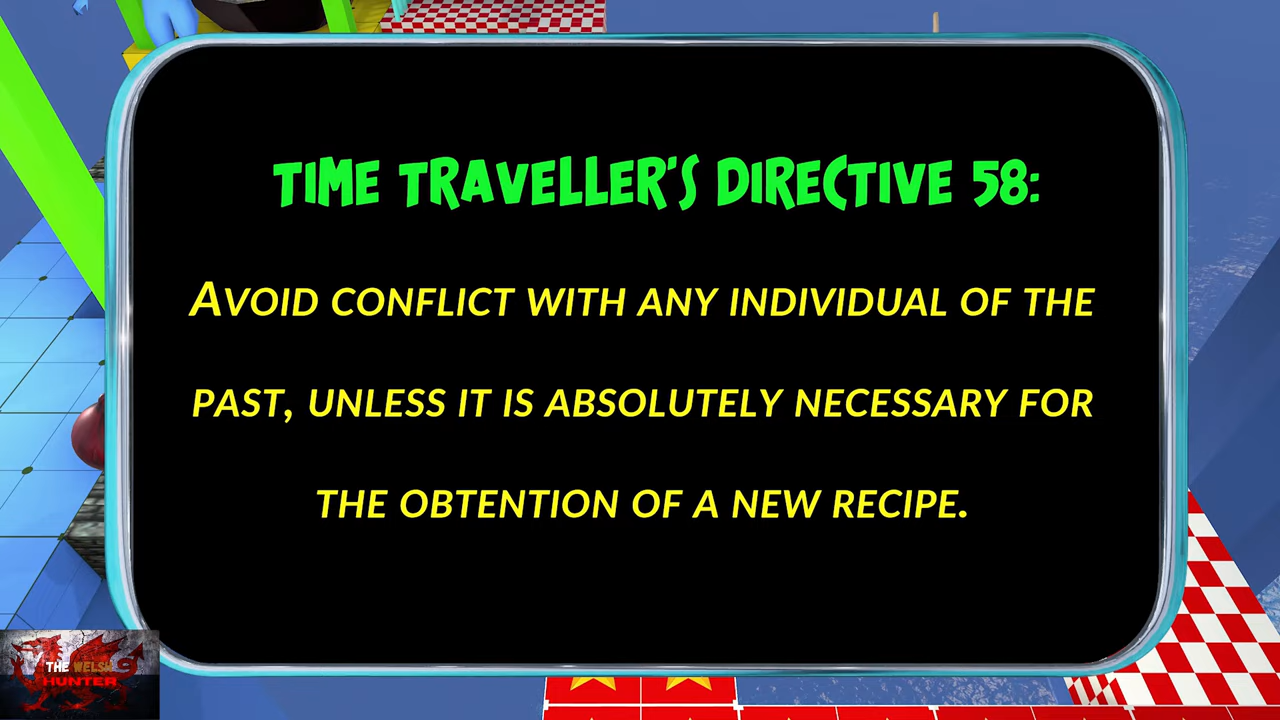 TIME TRAVELLER'S DIRECTIVE 58:
AVOID CONFLICT WITH ANY INDIVIDUAL OF THE
PAST, UNLESS IT IS ABSOLUTELY NECESSARY FOR
THE OBTENTION OF A NEW RECIPE.
THE WELSH
HUNTER